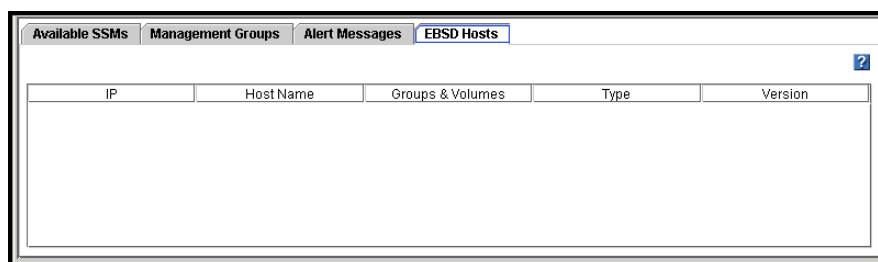 Available SSMs Management Groups Alert Messages EBSD Hosts
?
IP Host Name Groups & Volumes Type Version